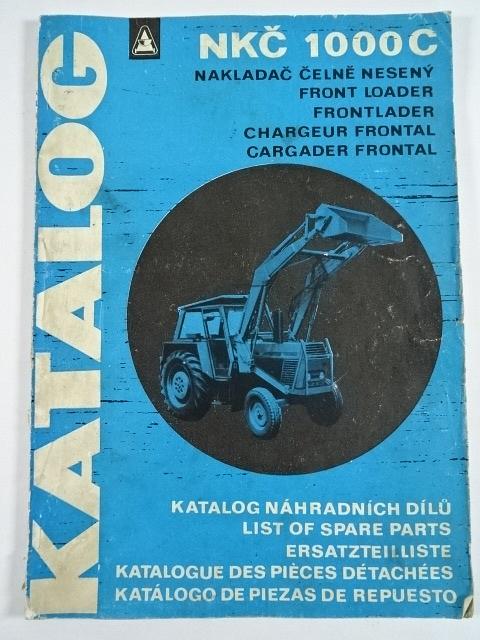 KATALOG
NKČ 1000C
NAKLADAČ ČELNĚ NESENÝ
FRONT LOADER
FRONTLADER
CHARGEUR FRONTAL
CARGADER FRONTAL
KATALOG NÁHRADNÍCH DÍLŮ
LIST OF SPARE PARTS
ERSATZTEILLISTE
KATALOGUE DES PIÈCES DÉTACHÉES
KATÁLOGO DE PIEZAS DE REPUESTO